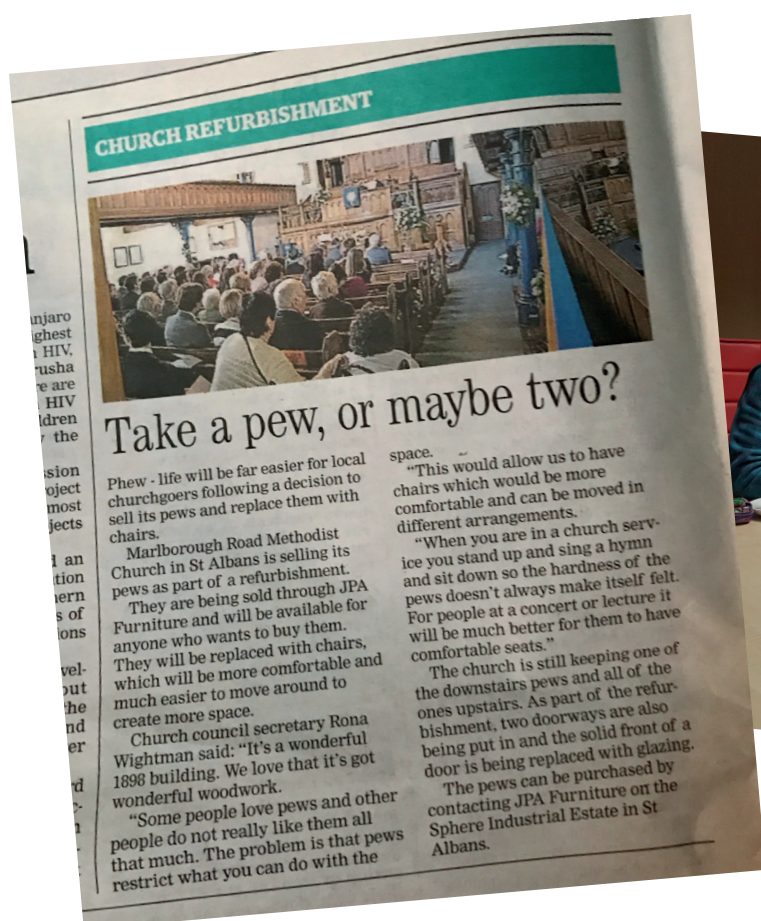 CHURCH REFURBISHMENT
Take a pew, or maybe two?
Phew - life will be far easier for local
churchgoers following a decision to
sell its pews and replace them with
chairs.
Marlborough Road Methodist
Church in St Albans is selling its
pews as part of a refurbishment.
They are being sold through JPA
Furniture and will be available for
anyone who wants to buy them.
They will be replaced with chairs,
which will be more comfortable and
much easier to move around to
create more space.
Church council secretary Rona
Wightman said: “It’s a wonderful
1898 building. We love that it’s got
wonderful woodwork.
“Some people love pews and other
people do not really like them all
that much. The problem is that pews
restrict what you can do with the
space.
“This would allow us to have
chairs which would be more
comfortable and can be moved in
different arrangements.
“When you are in a church serv-
ice you stand up and sing a hymn
and sit down so the hardness of the
pews doesn’t always make itself felt.
For people at a concert or lecture it
will be much better for them to have
comfortable seats.”
The church is still keeping one of
the downstairs pews and all of the
ones upstairs. As part of the refur-
bishment, two doorways are also
being put in and the solid front of a
door is being replaced with glazing.
The pews can be purchased by
contacting JPA Furniture on the
Sphere Industrial Estate in St
Albans.
HIV,
are
HIV
the
an
of